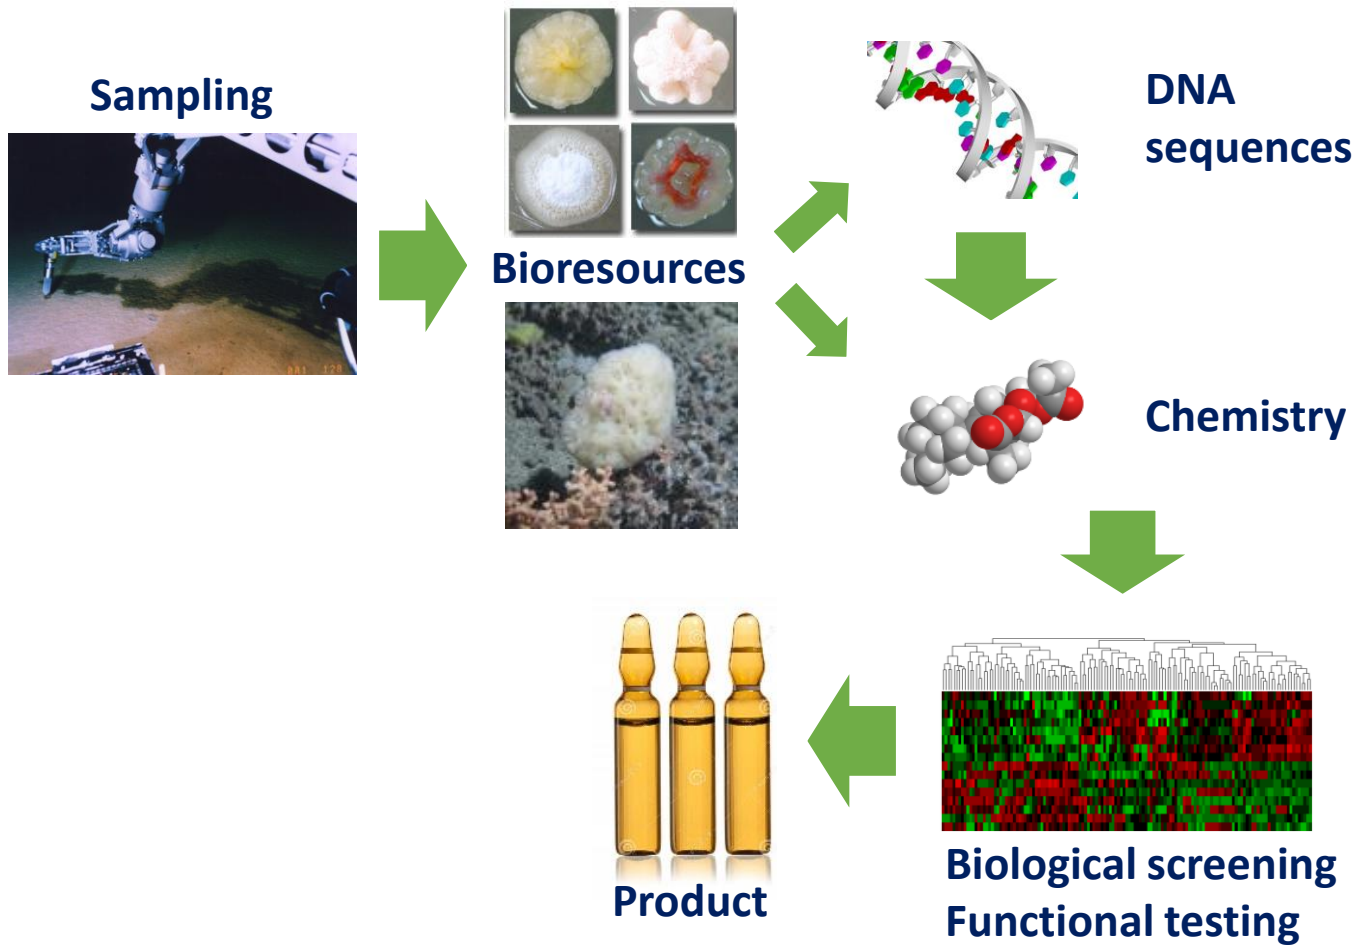 Sampling
DNA
sequences
Bioresources
Chemistry
Biological screening
Functional testing
Product